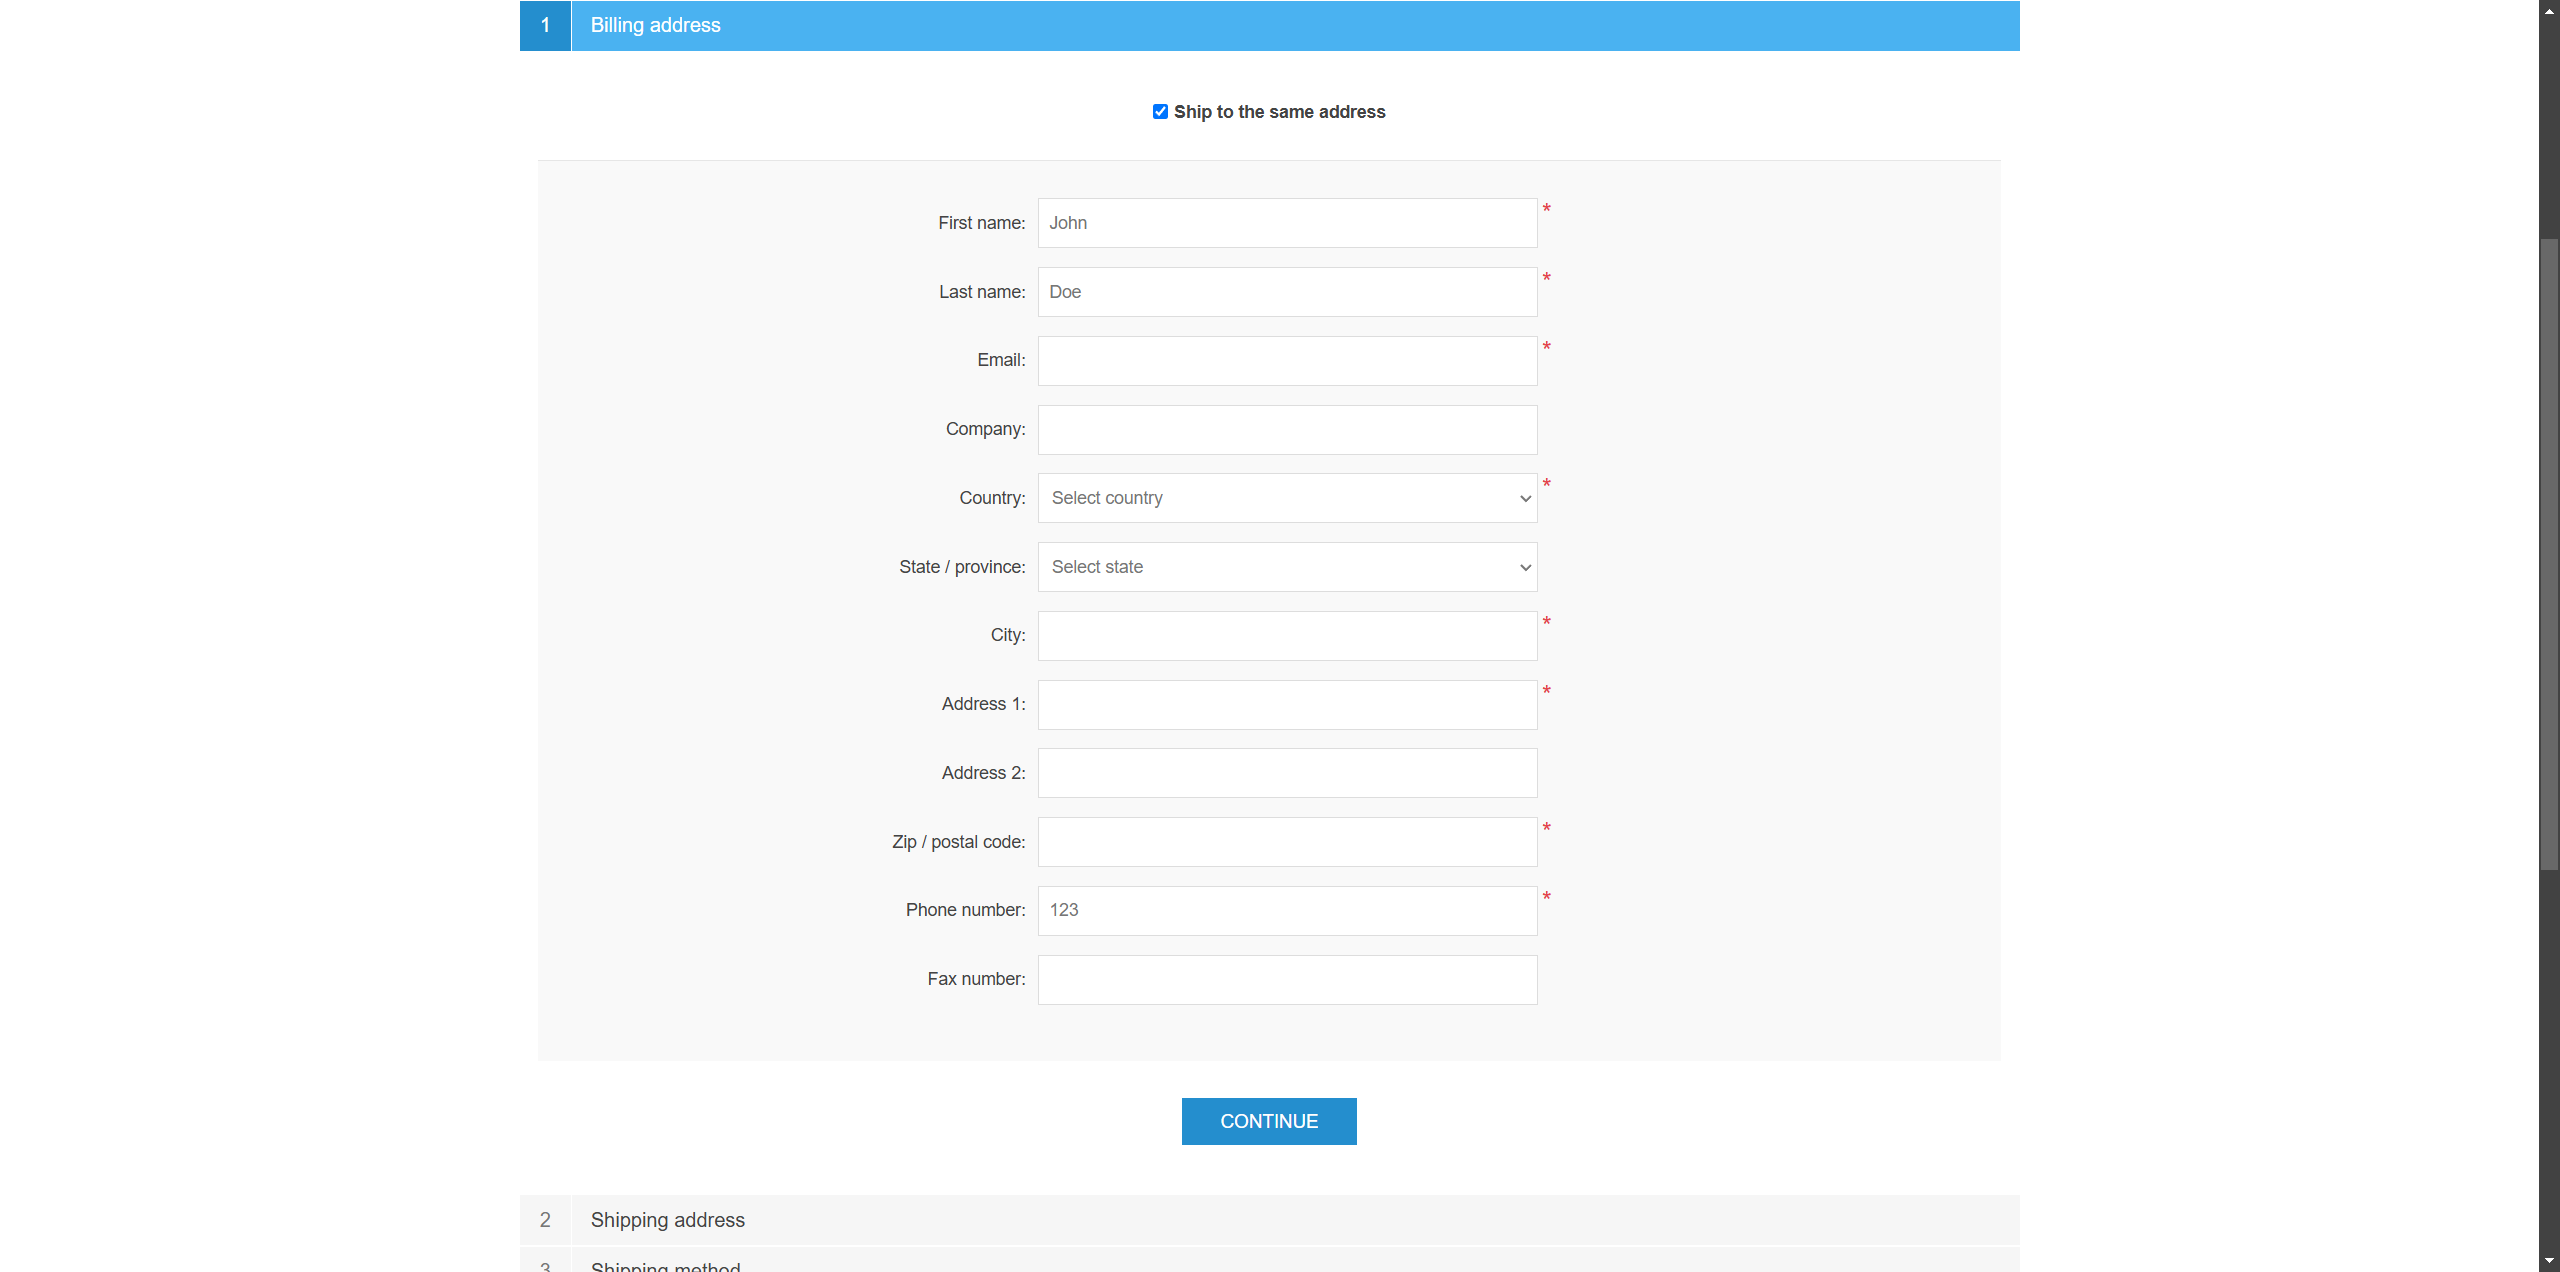 1 Billing address
Ship to the same address
First name: John *
Last name: Doe *
Email: *
Company:
Country: Select country *
State / province: Select state
City: *
Address 1: *
Address 2:
Zip / postal code: *
Phone number: 123 *
Fax number:
CONTINUE
2 Shipping address
3 Shipping method